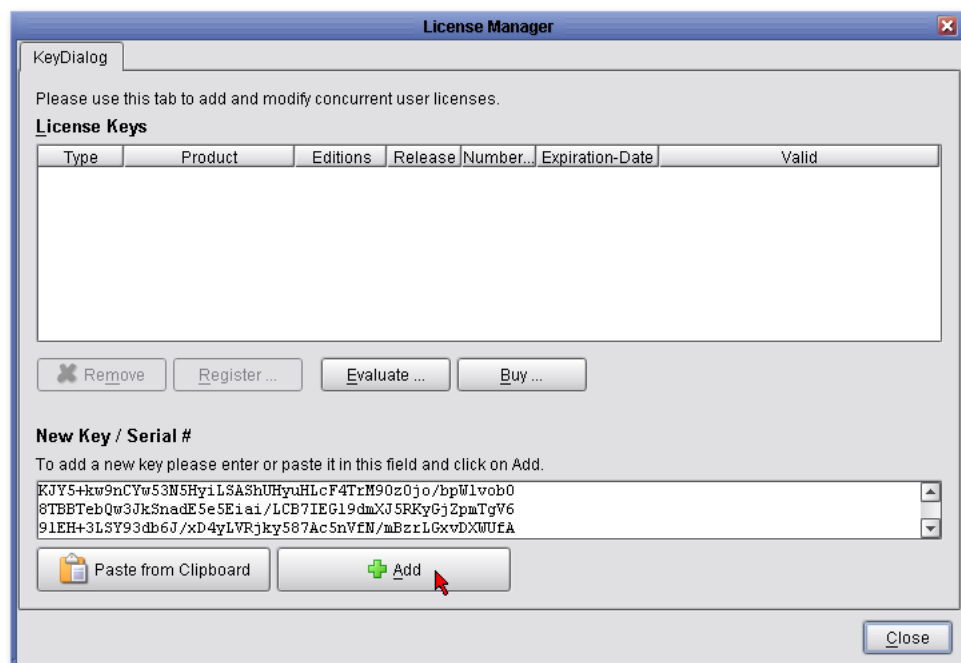 License Manager
KeyDialog
Please use this tab to add and modify concurrent user licenses.
License Keys
Type Product Editions Release Number... Expiration-Date Valid
Remove Register ... Evaluate ... Buy ...
New Key / Serial #
To add a new key please enter or paste it in this field and click on Add.
KJY5+kw9nCYw53N5HyiLSAShUHyuHLcF4TrM90z0jo/bpWlvob0
8TBBTebQw3JkSnadE5e5Eiai/LCB7IEGl9dmXJ5RKyGjZpmTgV6
91EH+3LSY93db6J/xD4yLVRjky587Ac5nVfN/mBzrLGxvDXWUfA
Paste from Clipboard Add
Close